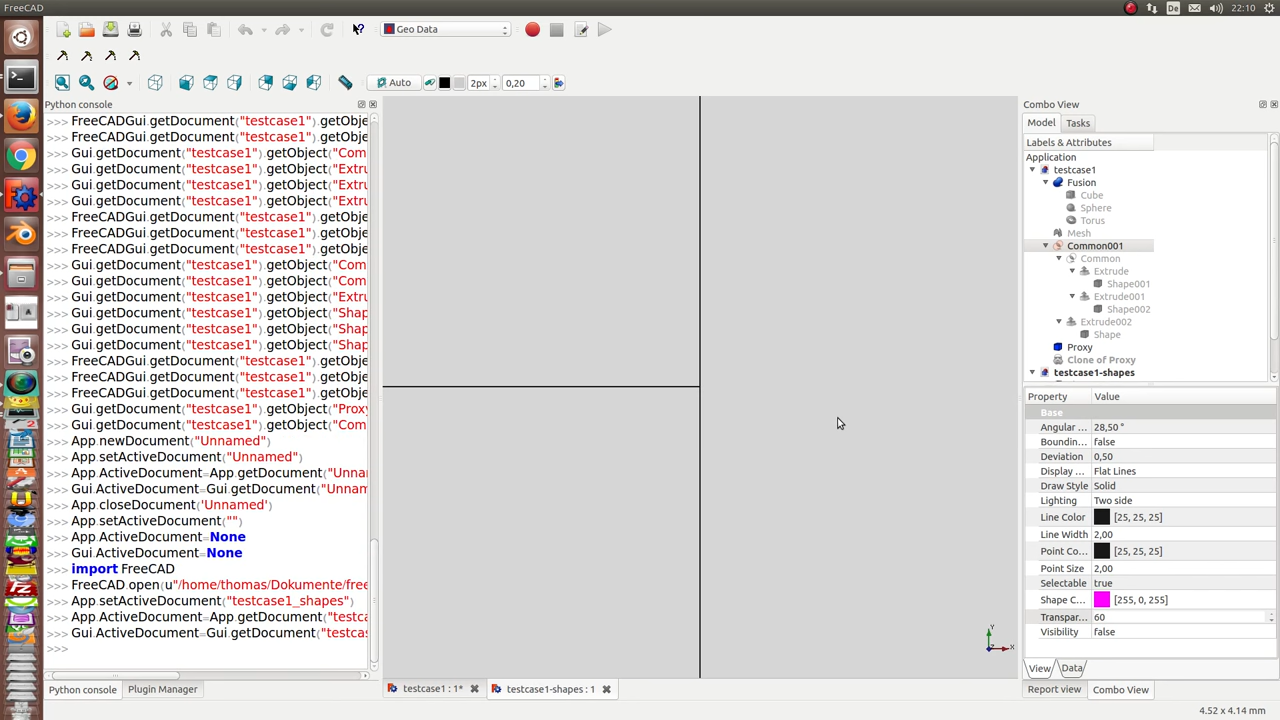 FreeCAD
De
22:10
Geo Data
Auto
2px
0,20
Python console
>>> FreeCADGui.getDocument("testcase1").getObje
>>> FreeCADGui.getDocument("testcase1").getObje
>>> Gui.getDocument("testcase1").getObject("Com
>>> Gui.getDocument("testcase1").getObject("Extru
>>> Gui.getDocument("testcase1").getObject("Extru
>>> Gui.getDocument("testcase1").getObject("Extru
>>> FreeCADGui.getDocument("testcase1").getObje
>>> FreeCADGui.getDocument("testcase1").getObje
>>> FreeCADGui.getDocument("testcase1").getObje
>>> Gui.getDocument("testcase1").getObject("Com
>>> Gui.getDocument("testcase1").getObject("Com
>>> Gui.getDocument("testcase1").getObject("Extru
>>> Gui.getDocument("testcase1").getObject("Shap
>>> Gui.getDocument("testcase1").getObject("Shap
>>> Gui.getDocument("testcase1").getObject("Shap
>>> FreeCADGui.getDocument("testcase1").getObje
>>> FreeCADGui.getDocument("testcase1").getObje
>>> FreeCADGui.getDocument("testcase1").getObje
>>> Gui.getDocument("testcase1").getObject("Proxy
>>> Gui.getDocument("testcase1").getObject("Com
>>> App.newDocument("Unnamed")
>>> App.setActiveDocument("Unnamed")
>>> App.ActiveDocument=App.getDocument("Unna
>>> Gui.ActiveDocument=Gui.getDocument("Unnam
>>> App.closeDocument('Unnamed')
>>> App.setActiveDocument("")
>>> App.ActiveDocument=None
>>> Gui.ActiveDocument=None
>>> import FreeCAD
>>> FreeCAD.open(u"/home/thomas/Dokumente/free
>>> App.setActiveDocument("testcase1_shapes")
>>> App.ActiveDocument=App.getDocument("testca
>>> Gui.ActiveDocument=Gui.getDocument("testcas
>>>
Python console
Plugin Manager
Y
X
testcase1 : 1*
testcase1-shapes : 1
Combo View
Model
Tasks
Labels & Attributes
Application
testcase1
Fusion
Cube
Sphere
Torus
Mesh
Common001
Common
Extrude
Shape001
Extrude001
Shape002
Extrude002
Shape
Proxy
Clone of Proxy
testcase1-shapes
Property Value
Base
Angular ... 28,50 °
Boundin... false
Deviation 0,50
Display ... Flat Lines
Draw Style Solid
Lighting Two side
Line Color [25, 25, 25]
Line Width 2,00
Point Co... [25, 25, 25]
Point Size 2,00
Selectable true
Shape C... [255, 0, 255]
Transpar... 60
Visibility false
View
Data
Report view
Combo View
4.52 x 4.14 mm